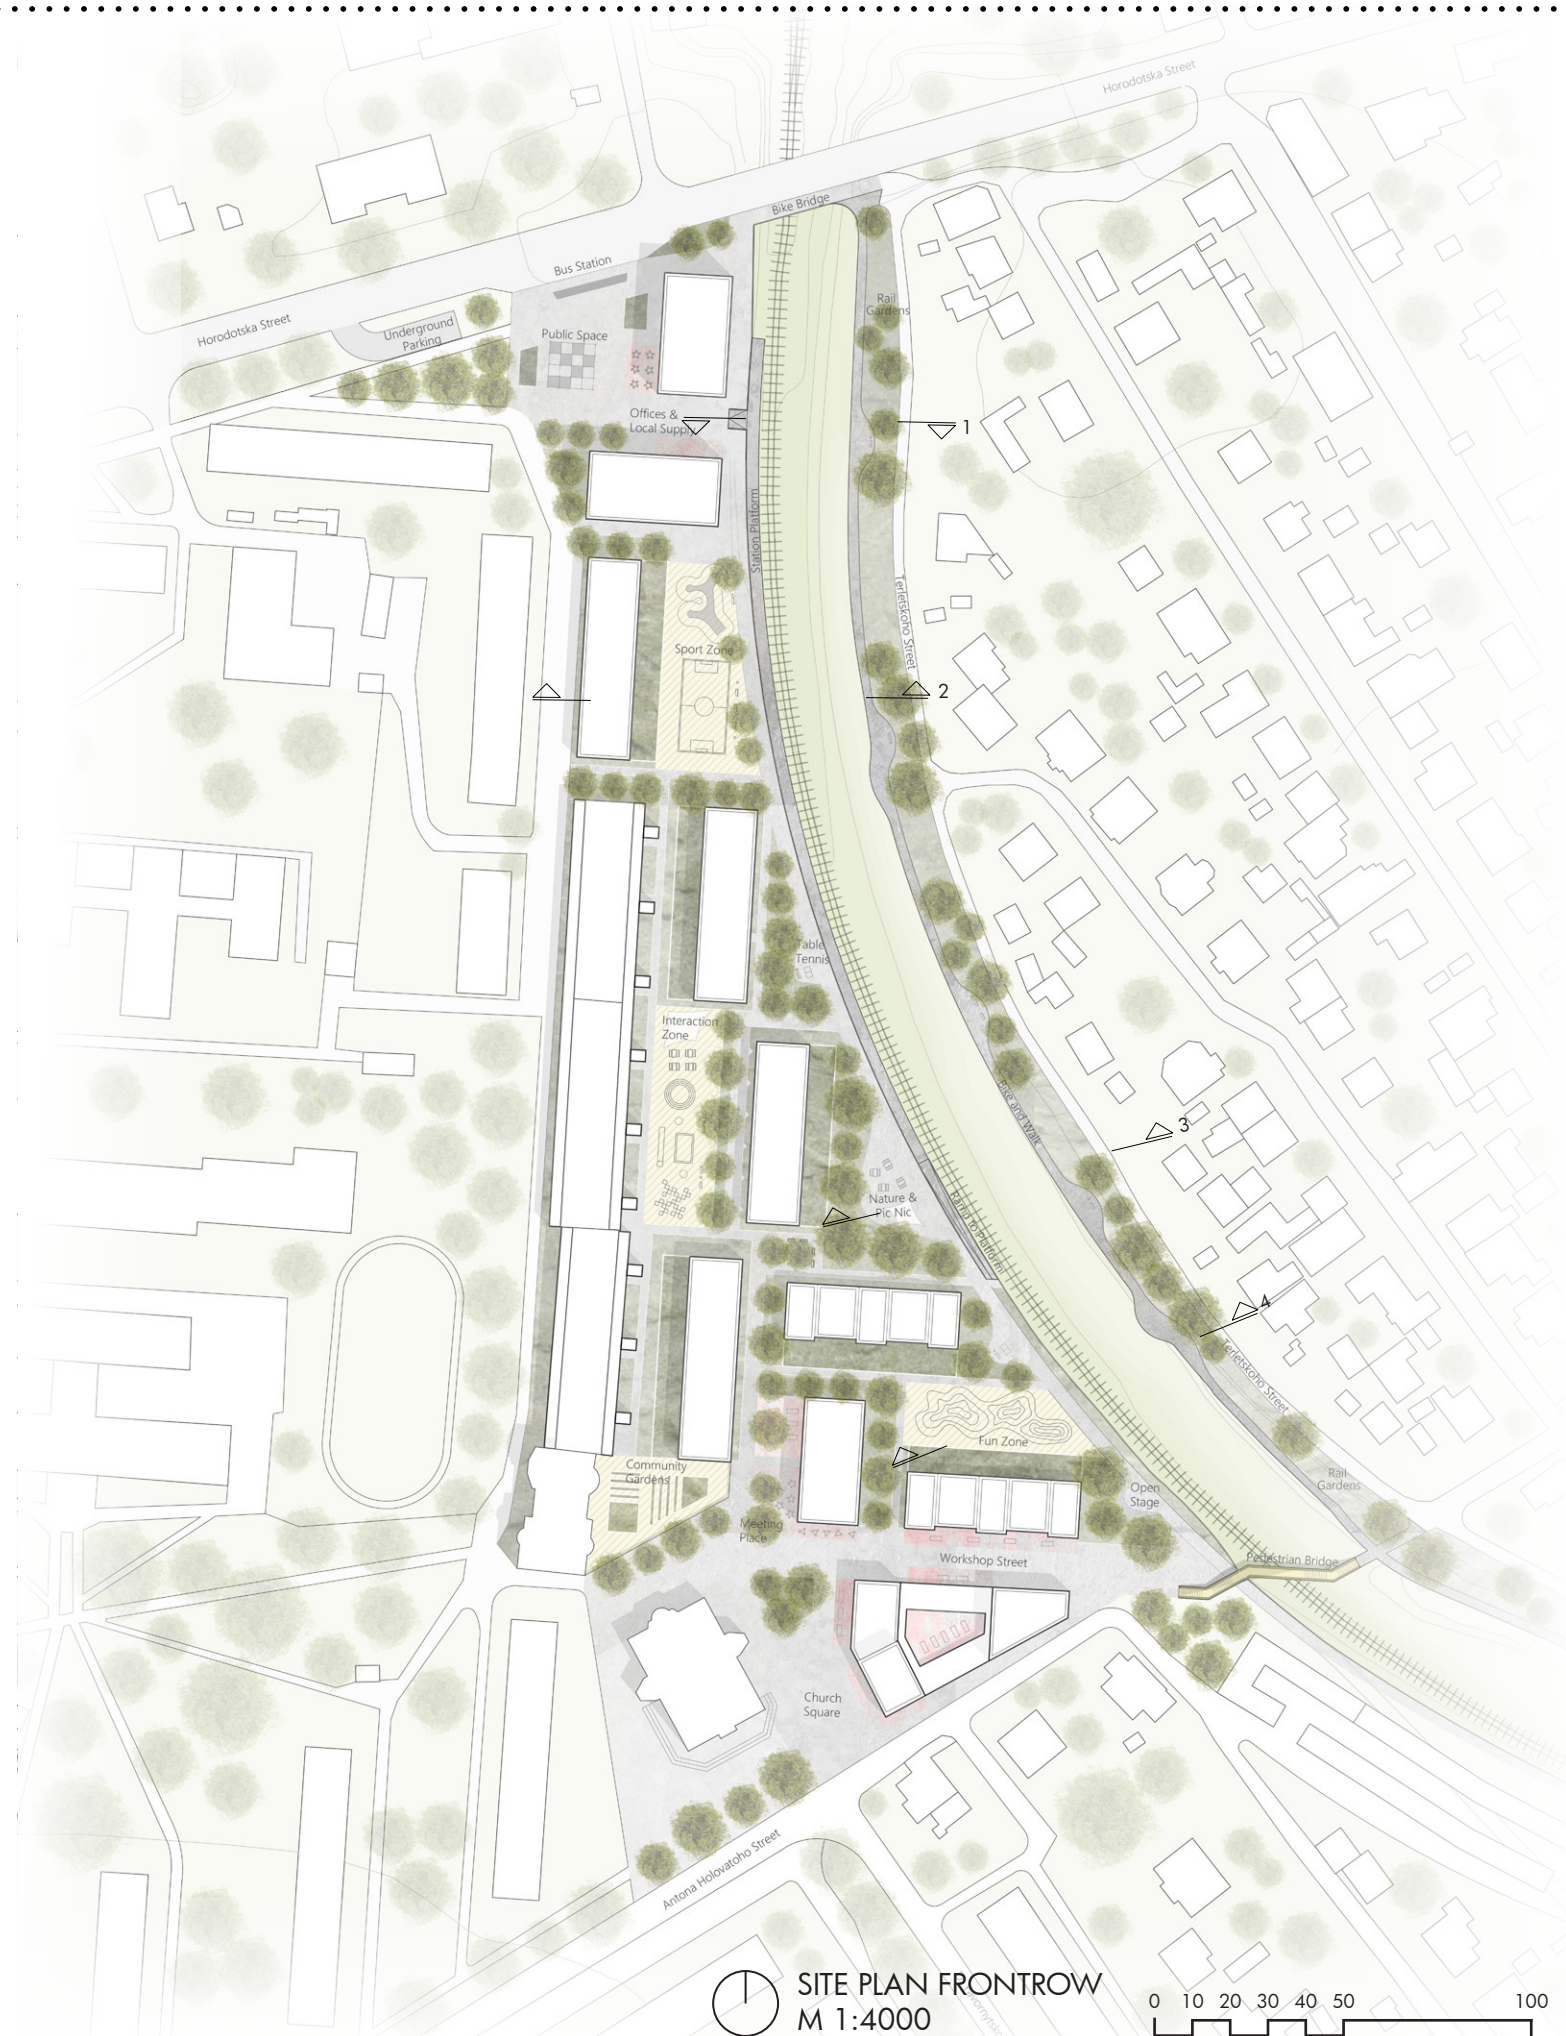 Horodotska Street
Bike Bridge
Bus Station
Horodotska Street
Underground
Parking
Public Space
Rail
Gardens
Offices &
Local Supply
1
Station Platform
Terletskoho Street
Sport Zone
2
Table
Tennis
Interaction
Zone
Bike and Walk
3
Nature &
Pic Nic
Ramp to Platform
4
Terletskoho Street
Fun Zone
Community
Gardens
Rail
Gardens
Open
Stage
Meeting
Place
Workshop Street
Pedestrian Bridge
Church
Square
Antona Holovatoho Street
SITE PLAN FRONTROW
M 1:4000
0 10 20 30 40 50 100